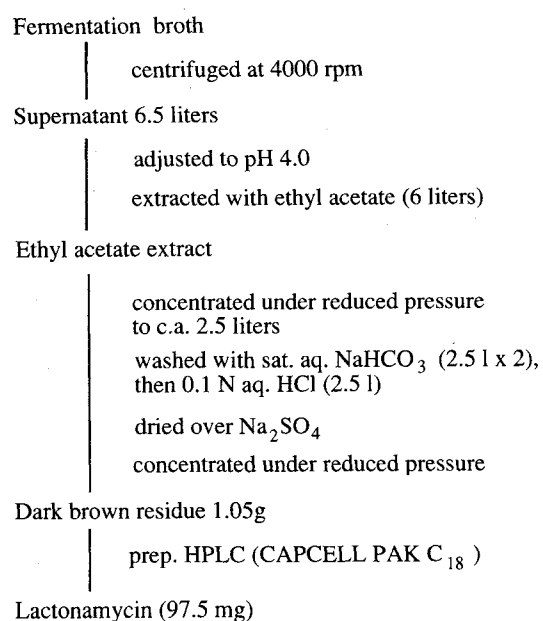 Fermentation broth
centrifuged at 4000 rpm
Supernatant 6.5 liters
adjusted to pH 4.0
extracted with ethyl acetate (6 liters)
Ethyl acetate extract
concentrated under reduced pressure
to c.a. 2.5 liters
washed with sat. aq. NaHCO3 (2.5 l x 2),
then 0.1 N aq. HCl (2.5 l)
dried over Na2SO4
concentrated under reduced pressure
Dark brown residue 1.05g
prep. HPLC (CAPCELL PAK C18 )
Lactonamycin (97.5 mg)